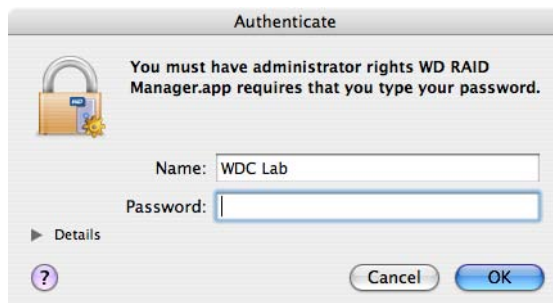 Authenticate
You must have administrator rights WD RAID
Manager.app requires that you type your password.
WD
Name: WDC Lab
Password:
Details
?
Cancel OK